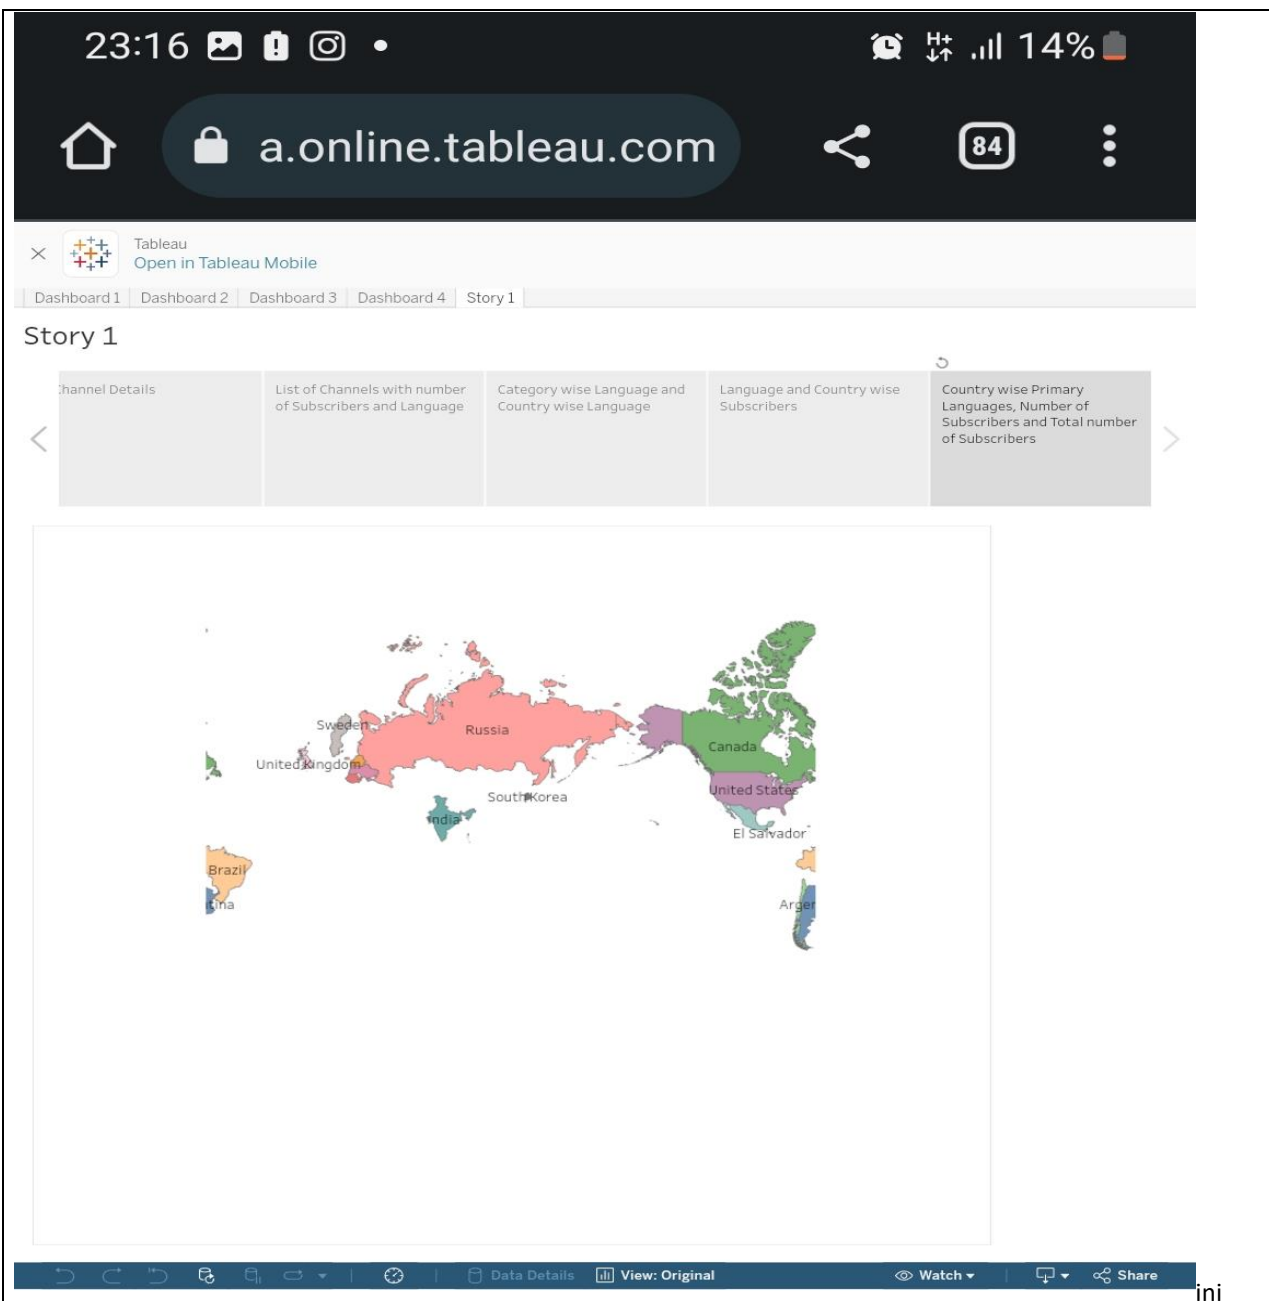 23:16
H+
14%
a.online.tableau.com
84
Tableau
Open in Tableau Mobile
Dashboard 1 Dashboard 2 Dashboard 3 Dashboard 4 Story 1
Story 1
Channel Details
List of Channels with number
of Subscribers and Language
Category wise Language and
Country wise Language
Language and Country wise
Subscribers
Country wise Primary
Languages, Number of
Subscribers and Total number
of Subscribers
Sweden
Russia
Canada
United Kingdom
United States
South Korea
India
El Salvador
Brazil
tina
Argen
Data Details
View: Original
Watch
Share
ini